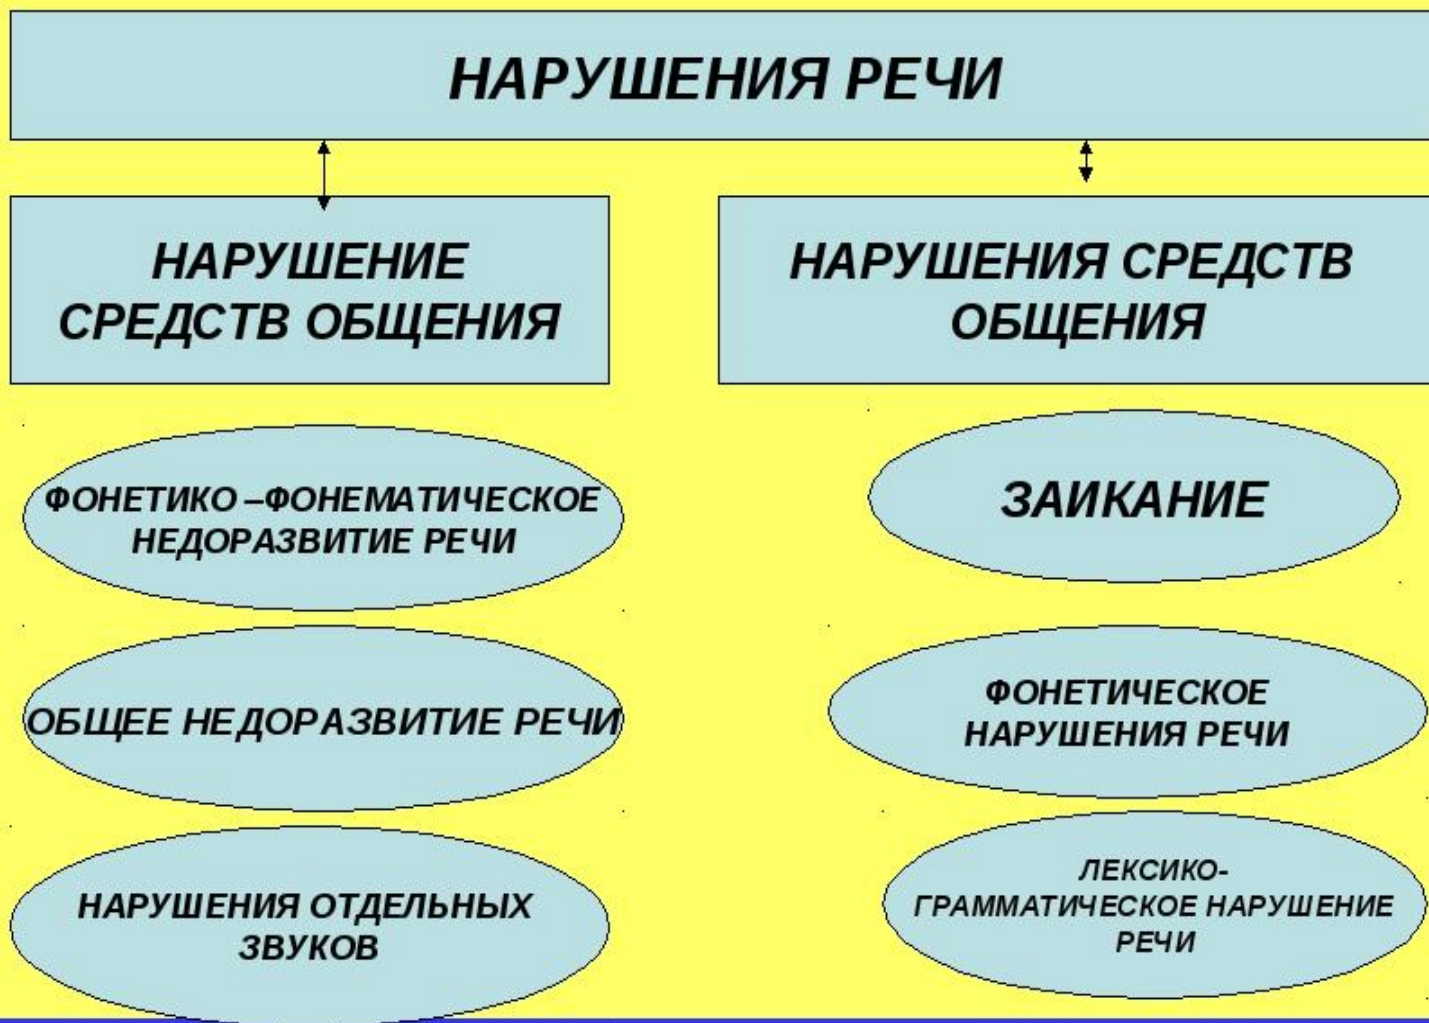 НАРУШЕНИЯ РЕЧИ
НАРУШЕНИЕ
СРЕДСТВ ОБЩЕНИЯ
НАРУШЕНИЯ СРЕДСТВ
ОБЩЕНИЯ
ФОНЕТИКО –ФОНЕМАТИЧЕСКОЕ
НЕДОРАЗВИТИЕ РЕЧИ
ОБЩЕЕ НЕДОРАЗВИТИЕ РЕЧИ
НАРУШЕНИЯ ОТДЕЛЬНЫХ
ЗВУКОВ
ЗАИКАНИЕ
ФОНЕТИЧЕСКОЕ
НАРУШЕНИЯ РЕЧИ
ЛЕКСИКО-
ГРАММАТИЧЕСКОЕ НАРУШЕНИЕ
РЕЧИ